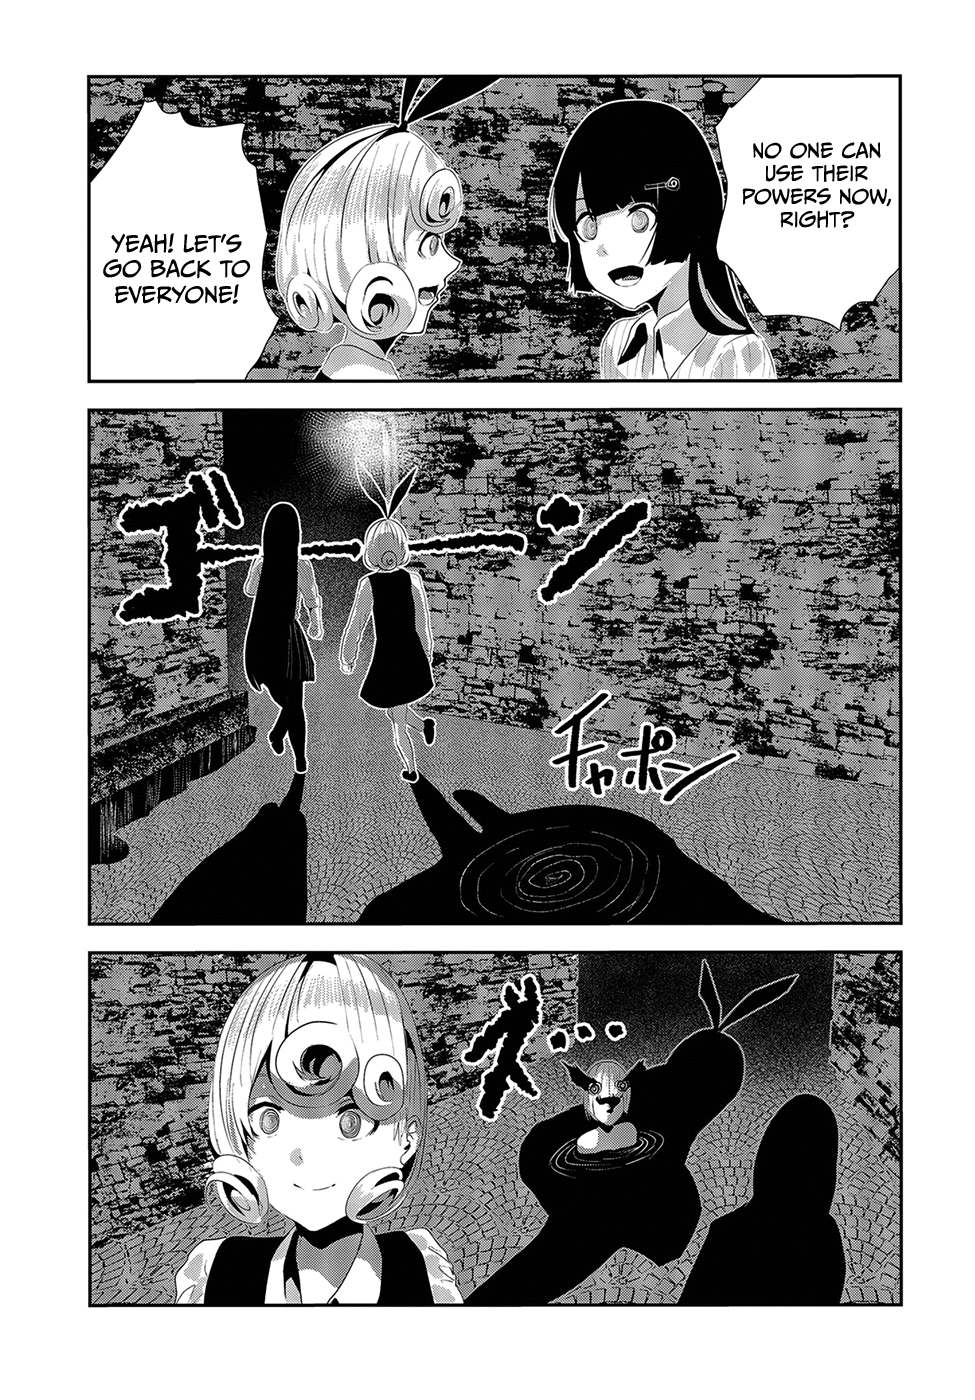 NO ONE CAN
USE THEIR
POWERS NOW,
RIGHT?
YEAH! LET'S
GO BACK TO
EVERYONE!
ゴーーン
チャポン
ズ...